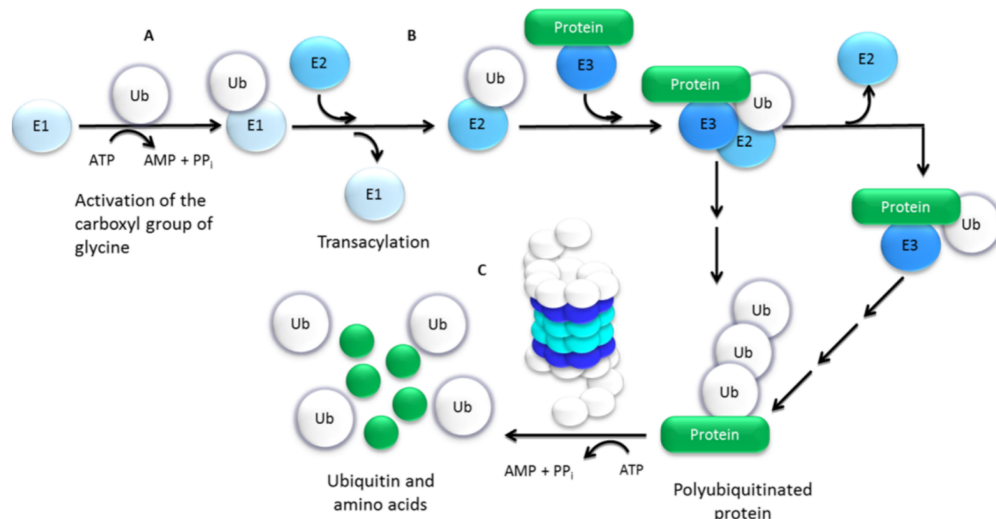 A
B
Protein
E2
E3
Ub
Ub
Ub
Protein
Ub
E2
E1
E1
E2
E3
E2
ATP
AMP + PPi
E1
Activation of the
carboxyl group of
glycine
Transacylation
Protein
Ub
E3
C
Ub
Ub
Ub
Ub
Ub
Ub
Ub
Protein
AMP + PPi
ATP
Ubiquitin and
amino acids
Polyubiquitinated
protein